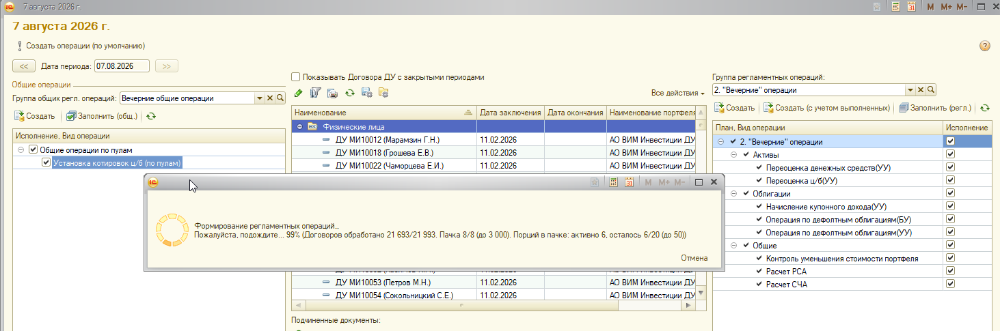 7 августа 2026 г.
M M+ M-
7 августа 2026 г.
Создать операции (по умолчанию)
<< Дата периода: 07.08.2026 >>
Общие операции
Группа общих регл. операций: Вечерние общие операции
Создать Заполнить (общ.)
Исполнение, Вид операции
Общие операции по пулам
Установка котировок ц/б (по пулам)
Показывать Договора ДУ с закрытыми периодами
Все действия
Наименование Дата заключения Дата окончания Наименование портфеля
Физические лица
ДУ МИ10012 (Марамзин Г.Н.) 11.02.2026 АО ВИМ Инвестиции ДУ
ДУ МИ10018 (Грошева Е.В.) 11.02.2026 АО ВИМ Инвестиции ДУ
ДУ МИ10022 (Чаморцева Е.И.) 11.02.2026 АО ВИМ Инвестиции ДУ
M M+ M-
Формирование регламентных операций...
Пожалуйста, подождите... 99% (Договоров обработано 21 693/21 993. Пачка 8/8 (до 3 000). Порций в пачке: активно 6, осталось 6/20 (до 50))
Отмена
ДУ МИ10053 (Петров М.Н.) 11.02.2026 АО ВИМ Инвестиции ДУ
ДУ МИ10054 (Сокольницкий С.Е.) 11.02.2026 АО ВИМ Инвестиции ДУ
Подчиненные документы:
Группа регламентных операций:
2. "Вечерние" операции
Создать Создать (с учетом выполненных) Заполнить (регл.)
План, Вид операции Исполнение
2. "Вечерние" операции
Активы
Переоценка денежных средств(УУ)
Переоценка ц/б(УУ)
Облигации
Начисление купонного дохода(УУ)
Операция по дефолтным облигациям(БУ)
Операция по дефолтным облигациям(УУ)
Общие
Контроль уменьшения стоимости портфеля
Расчет РСА
Расчет СЧА